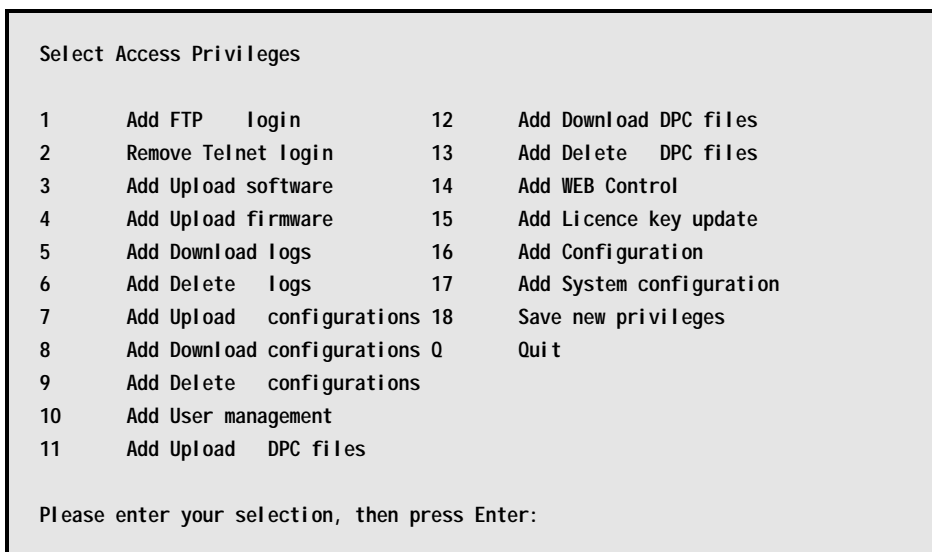 Select Access Privileges
1 Add FTP login 12 Add Download DPC files
2 Remove Telnet login 13 Add Delete DPC files
3 Add Upload software 14 Add WEB Control
4 Add Upload firmware 15 Add Licence key update
5 Add Download logs 16 Add Configuration
6 Add Delete logs 17 Add System configuration
7 Add Upload configurations 18 Save new privileges
8 Add Download configurations Q Quit
9 Add Delete configurations
10 Add User management
11 Add Upload DPC files
Please enter your selection, then press Enter: